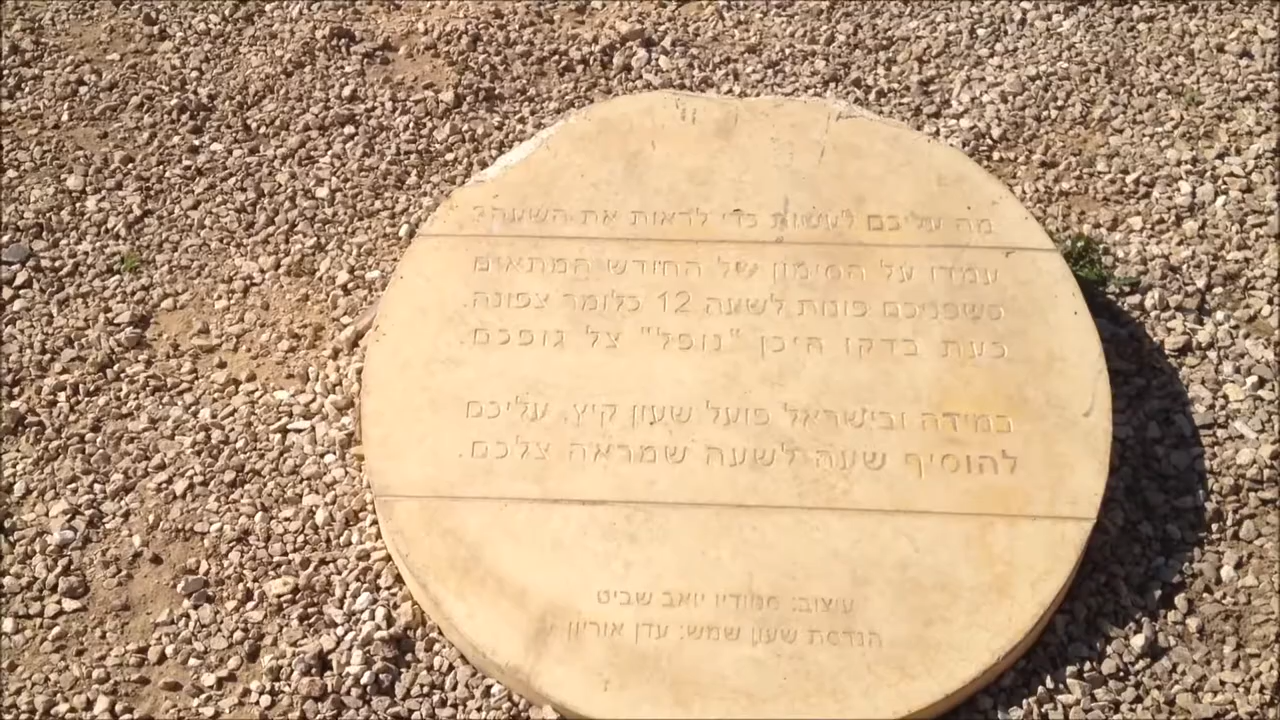 מה עליכם לעשות כדי לראות את השעה?
עמדו על הסימון של החודש המתאים
כשפניכם פונות לשעה 12 כלומר צפונה.
כעת בדקו היכן "נופל" צל גופכם.
במידה ובישראל פועל שעון קיץ, עליכם
להוסיף שעה לשעה שמראה צלכם.
עיצוב: סטודיו יואב שביט
הנדסת שעון שמש: עדן אוריון